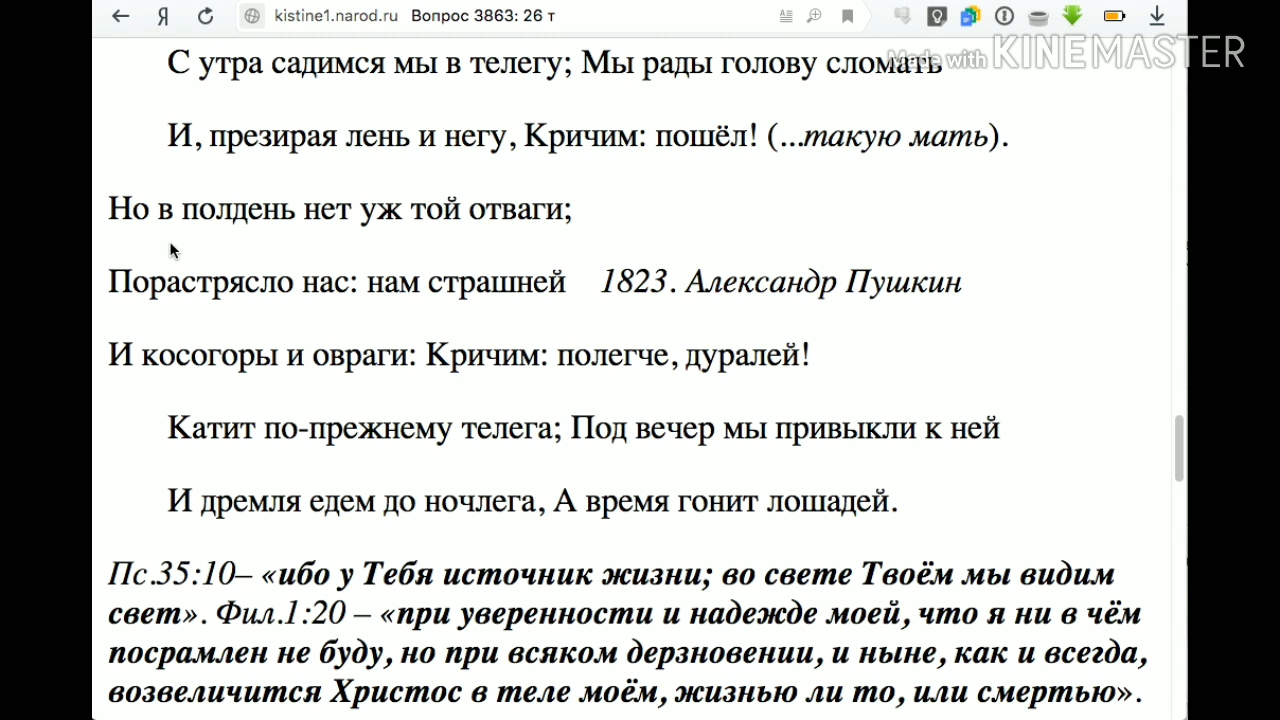 kistine1.narod.ru Вопрос 3863: 26 т
Made with KINEMASTER
С утра садимся мы в телегу; Мы рады голову сломать
И, презирая лень и негу, Кричим: пошёл! (...такую мать).
Но в полдень нет уж той отваги;
Порастрясло нас: нам страшней 1823. Александр Пушкин
И косогоры и овраги: Кричим: полегче, дуралей!
Катит по-прежнему телега; Под вечер мы привыкли к ней
И дремля едем до ночлега, А время гонит лошадей.
Пс.35:10– «ибо у Тебя источник жизни; во свете Твоём мы видим
свет». Фил.1:20 – «при уверенности и надежде моей, что я ни в чём
посрамлен не буду, но при всяком дерзновении, и ныне, как и всегда,
возвеличится Христос в теле моём, жизнью ли то, или смертью».